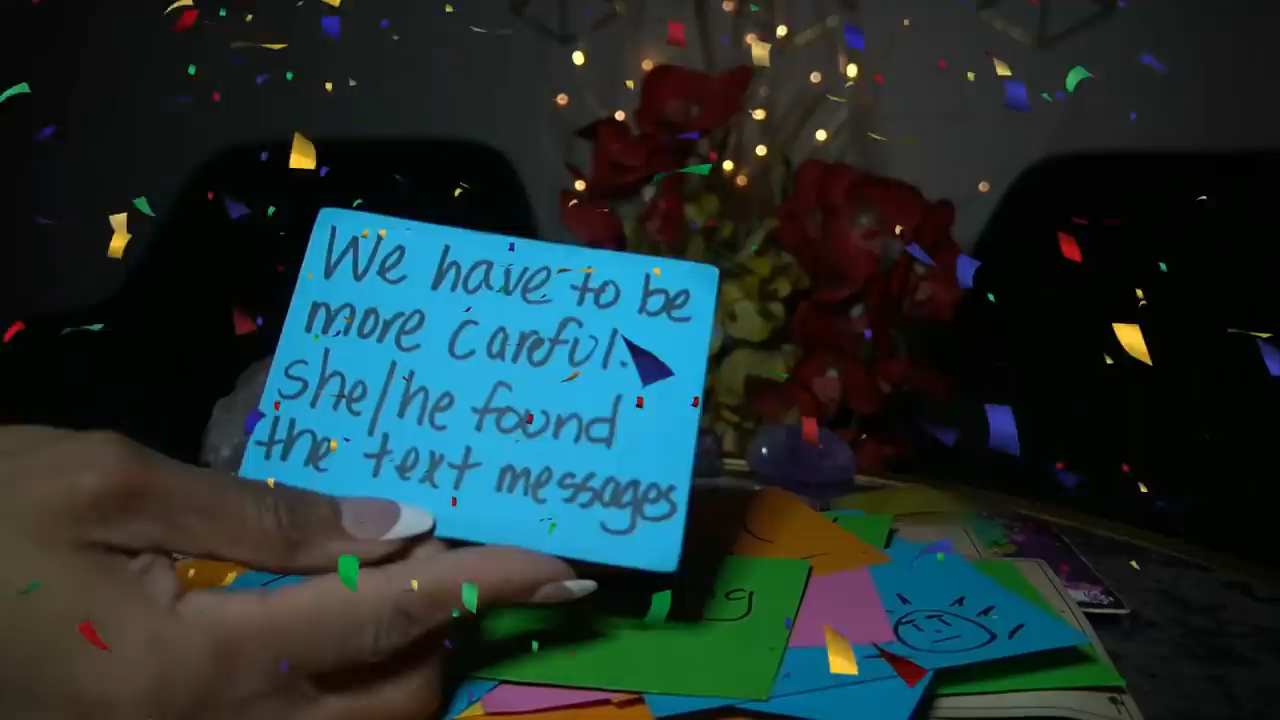 We have to be
more careful.
she/he found
the text messages